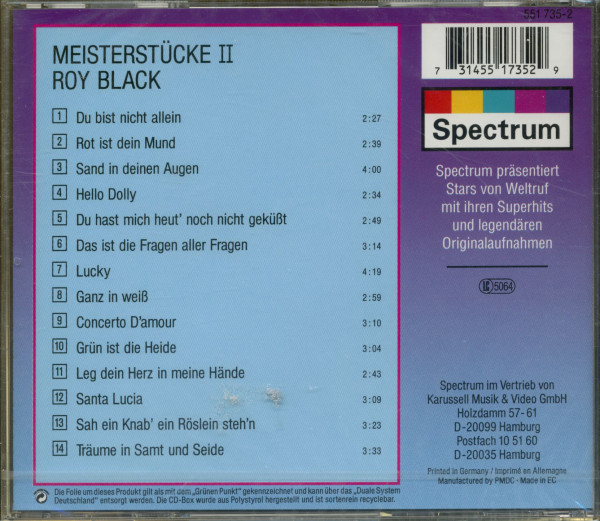 551 735-2
7 31455 17352 9
MEISTERSTÜCKE II
ROY BLACK
1 Du bist nicht allein 2:27
2 Rot ist dein Mund 2:39
3 Sand in deinen Augen 4:00
4 Hello Dolly 2:34
5 Du hast mich heut' noch nicht geküßt 2:49
6 Das ist die Fragen aller Fragen 3:14
7 Lucky 4:19
8 Ganz in weiß 2:59
9 Concerto D'amour 3:10
10 Grün ist die Heide 3:04
11 Leg dein Herz in meine Hände 2:43
12 Santa Lucia 3:09
13 Sah ein Knab' ein Röslein steh'n 3:23
14 Träume in Samt und Seide 3:33
Spectrum
Spectrum präsentiert
Stars von Weltruf
mit ihren Superhits
und legendären
Originalaufnahmen
LC 5064
Spectrum im Vertrieb von
Karussell Musik & Video GmbH
Holzdamm 57-61
D-20099 Hamburg
Postfach 10 51 60
D-20035 Hamburg
Printed in Germany / Imprimé en Allemagne
Manufactured by PMDC · Made in EC
Die Folie um dieses Produkt gilt als mit dem „Grünen Punkt" gekennzeichnet und kann über das „Duale System
Deutschland" entsorgt werden. Die CD-Box wurde aus Polystyrol hergestellt und ist sortenrein recyclebar.